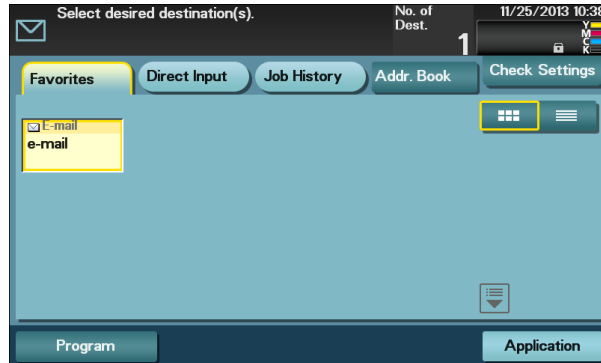 Select desired destination(s).
No. of
Dest.
1
11/25/2013 10:38
Y
M
C
K
Favorites
Direct Input
Job History
Addr. Book
Check Settings
E-mail
e-mail
Program
Application